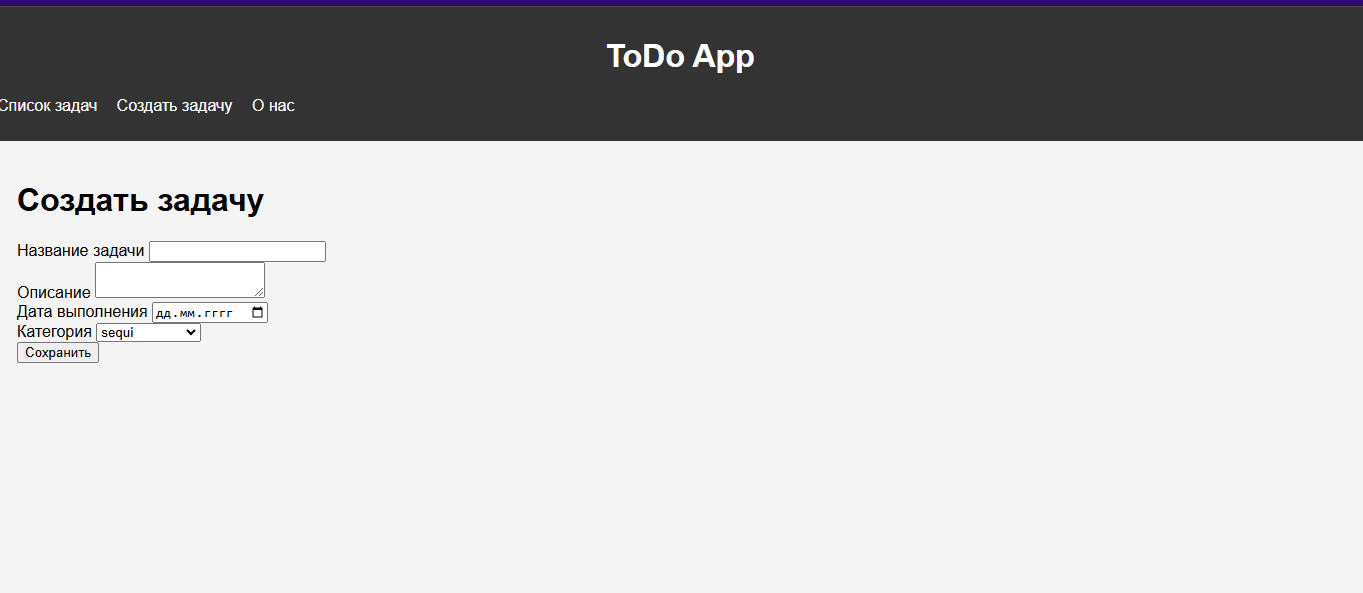 ToDo App
Список задач Создать задачу О нас
Создать задачу
Название задачи
Описание
Дата выполнения дд.мм.гггг
Категория sequi
Сохранить